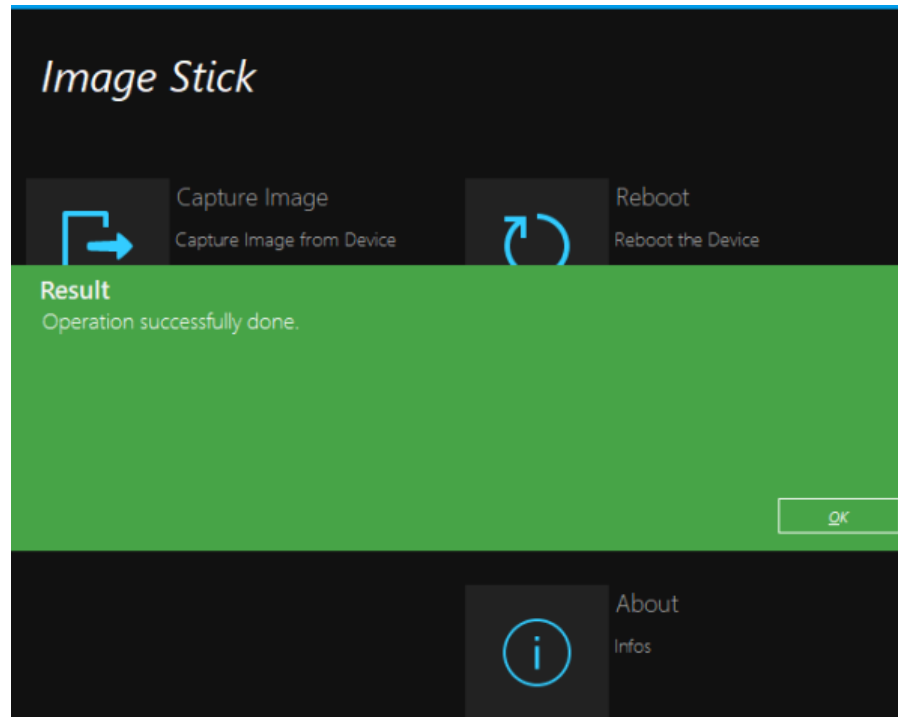 Image Stick
Capture Image
Capture Image from Device
Reboot
Reboot the Device
Result
Operation successfully done.
OK
About
Infos